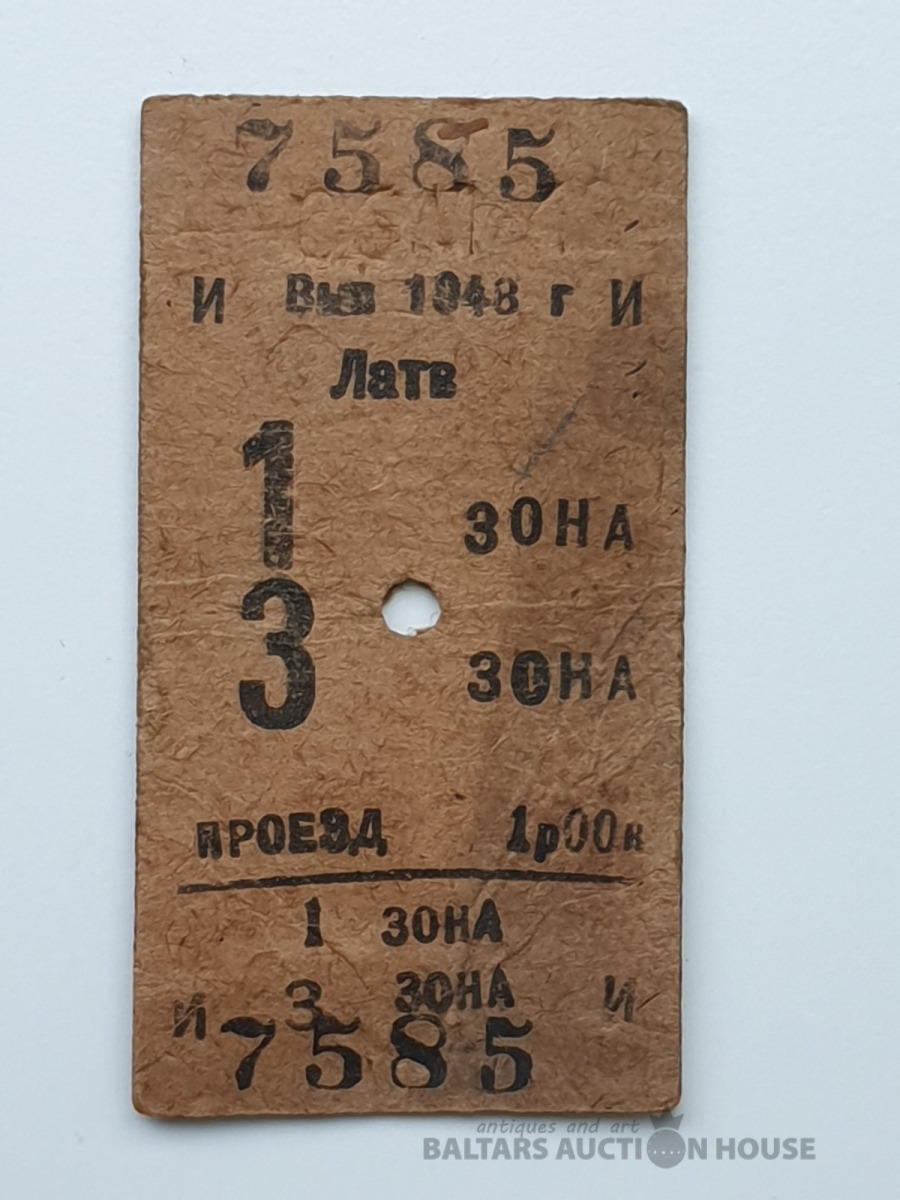 7585
И Вып 1948 г И
Латв
1 ЗОНА
3 ЗОНА
ПРОЕЗД 1р00к
1 ЗОНА
И 3 ЗОНА И
7585
antiques and art
BALTARS AUCTION HOUSE